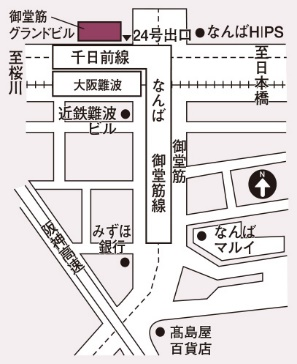 御堂筋
グランドビル
▼24号出口
なんばHIPS
至桜川
千日前線
至日本橋
大阪難波
なんば 御堂筋線
御堂筋
近鉄難波
ビル
N
阪神高速
みずほ
銀行
なんば
マルイ
髙島屋
百貨店